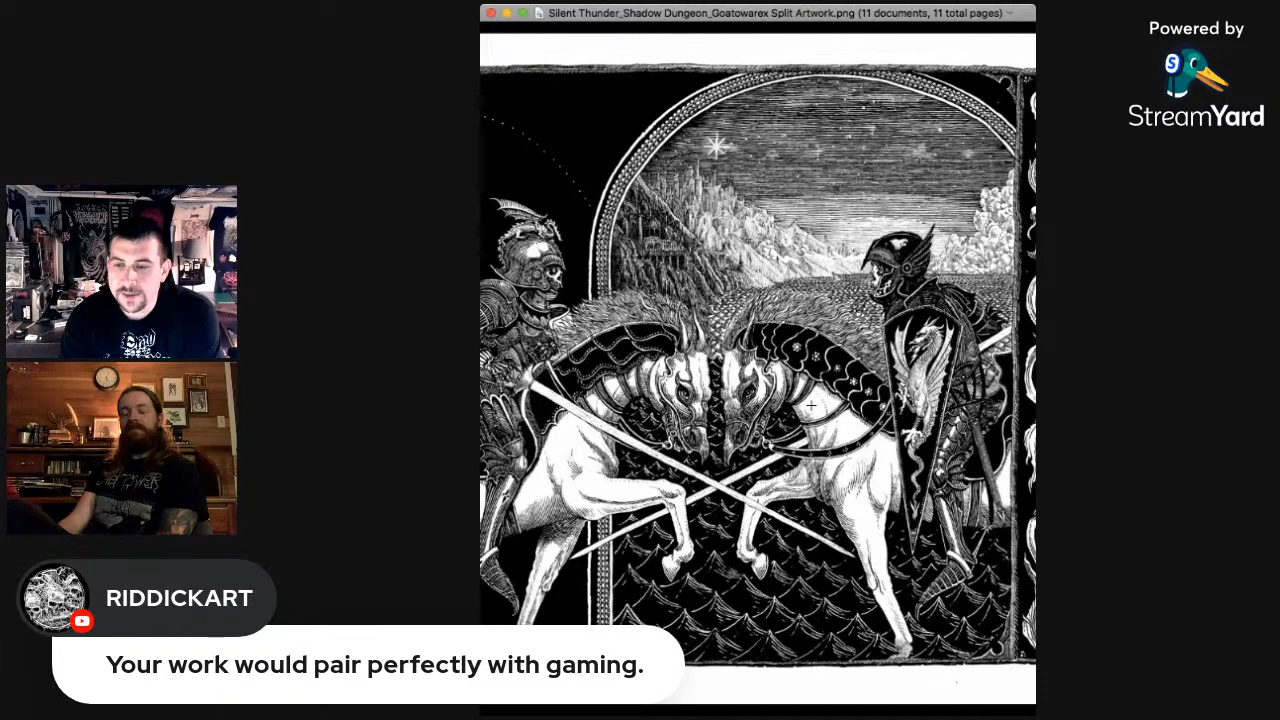 Silent Thunder_Shadow Dungeon_Goatowarex Split Artwork.png (11 documents, 11 total pages)
Powered by
S
StreamYard
RIDDICKART
Your work would pair perfectly with gaming.